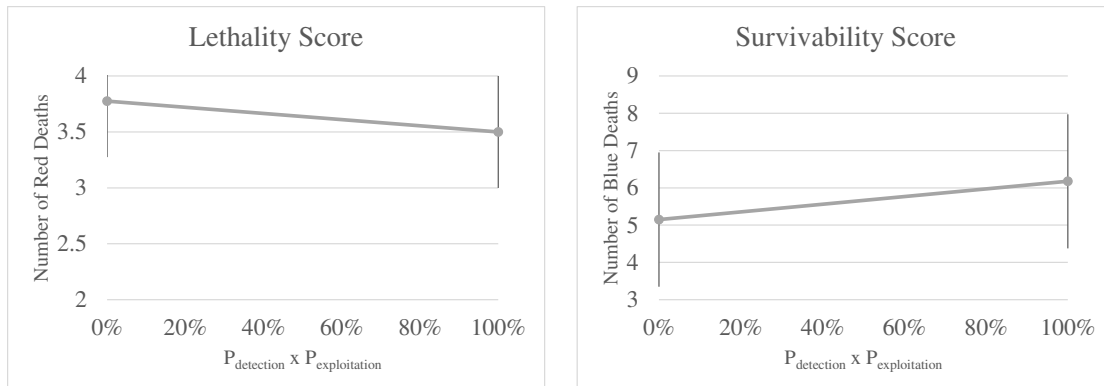 Lethality Score
Number of Red Deaths
4
3.5
3
2.5
2
0% 20% 40% 60% 80% 100%
Pdetection x Pexploitation
Survivability Score
Number of Blue Deaths
9
8
7
6
5
4
3
0% 20% 40% 60% 80% 100%
Pdetection x Pexploitation